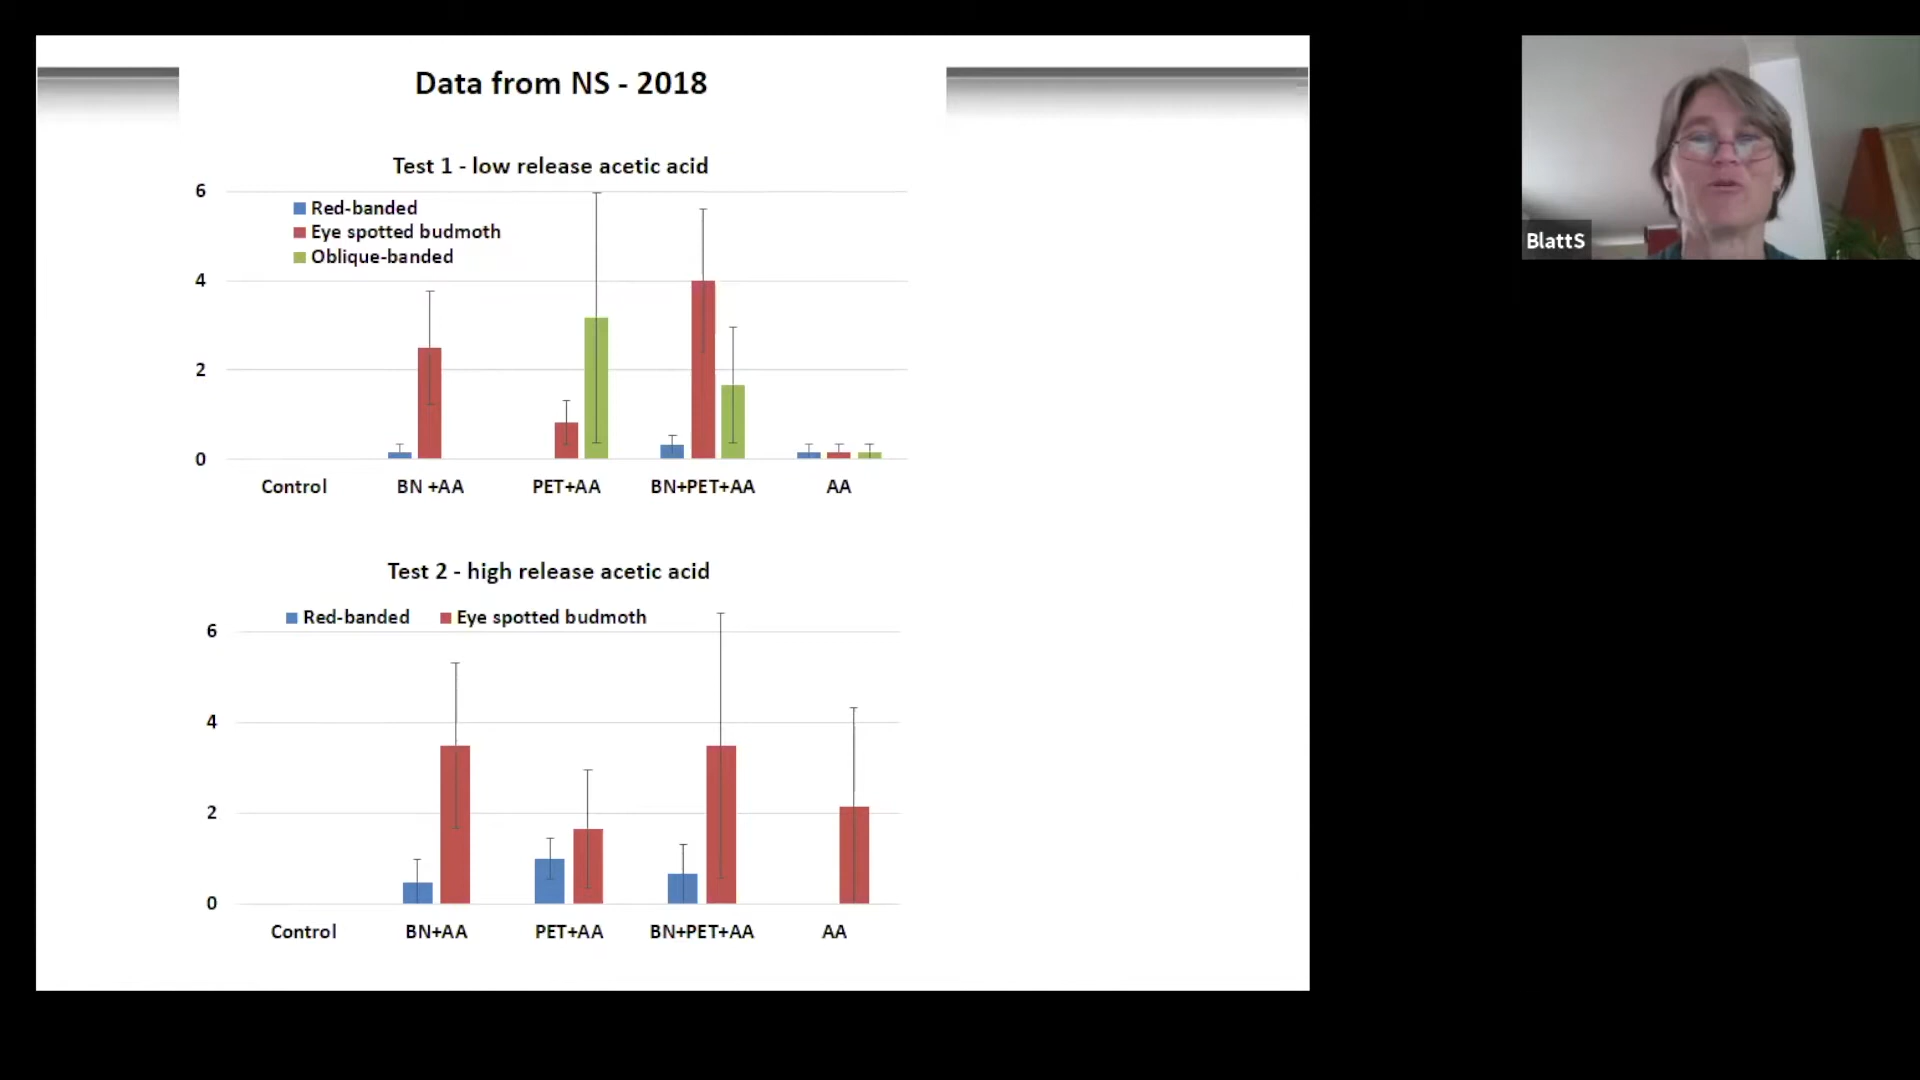 Data from NS - 2018
Test 1 - low release acetic acid
6
Red-banded
Eye spotted budmoth
Oblique-banded
4
2
0
Control BN +AA PET+AA BN+PET+AA AA
Test 2 - high release acetic acid
Red-banded Eye spotted budmoth
6
4
2
0
Control BN+AA PET+AA BN+PET+AA AA
BlattS